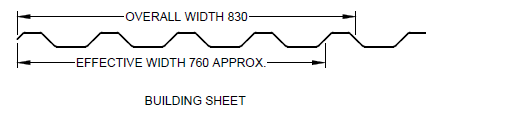 OVERALL WIDTH 830
EFFECTIVE WIDTH 760 APPROX.
BUILDING SHEET